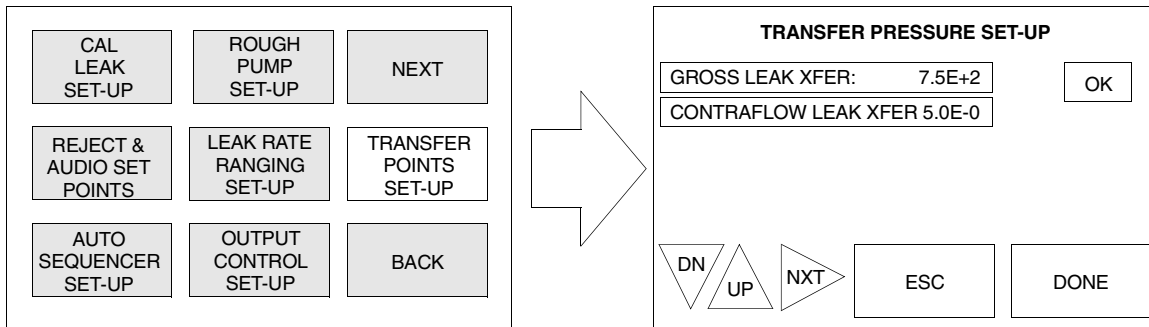 CAL
LEAK
SET-UP
ROUGH
PUMP
SET-UP
NEXT
REJECT &
AUDIO SET
POINTS
LEAK RATE
RANGING
SET-UP
TRANSFER
POINTS
SET-UP
AUTO
SEQUENCER
SET-UP
OUTPUT
CONTROL
SET-UP
BACK
TRANSFER PRESSURE SET-UP
GROSS LEAK XFER: 7.5E+2
OK
CONTRAFLOW LEAK XFER 5.0E-0
DN
UP
NXT
ESC
DONE